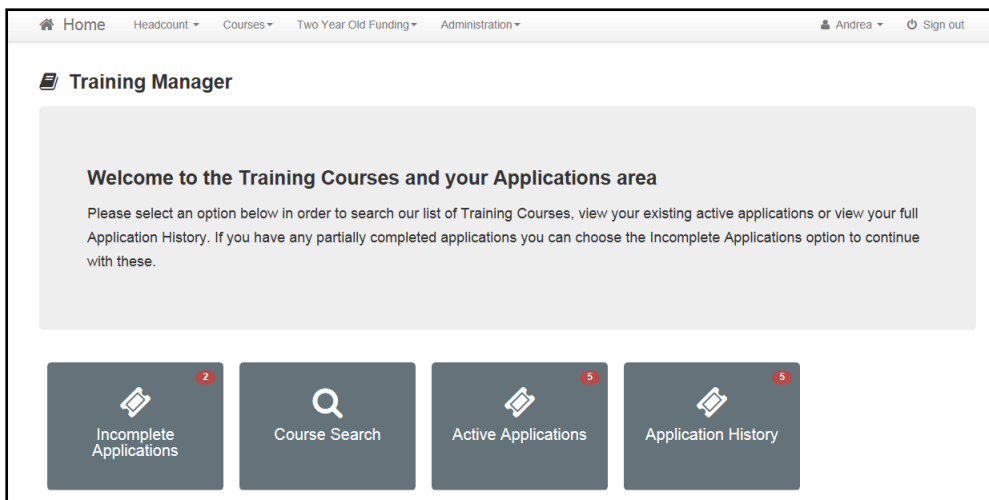 Home Headcount Courses Two Year Old Funding Administration Andrea Sign out
Training Manager
Welcome to the Training Courses and your Applications area
Please select an option below in order to search our list of Training Courses, view your existing active applications or view your full
Application History. If you have any partially completed applications you can choose the Incomplete Applications option to continue
with these.
2
Incomplete
Applications
Course Search
5
Active Applications
5
Application History